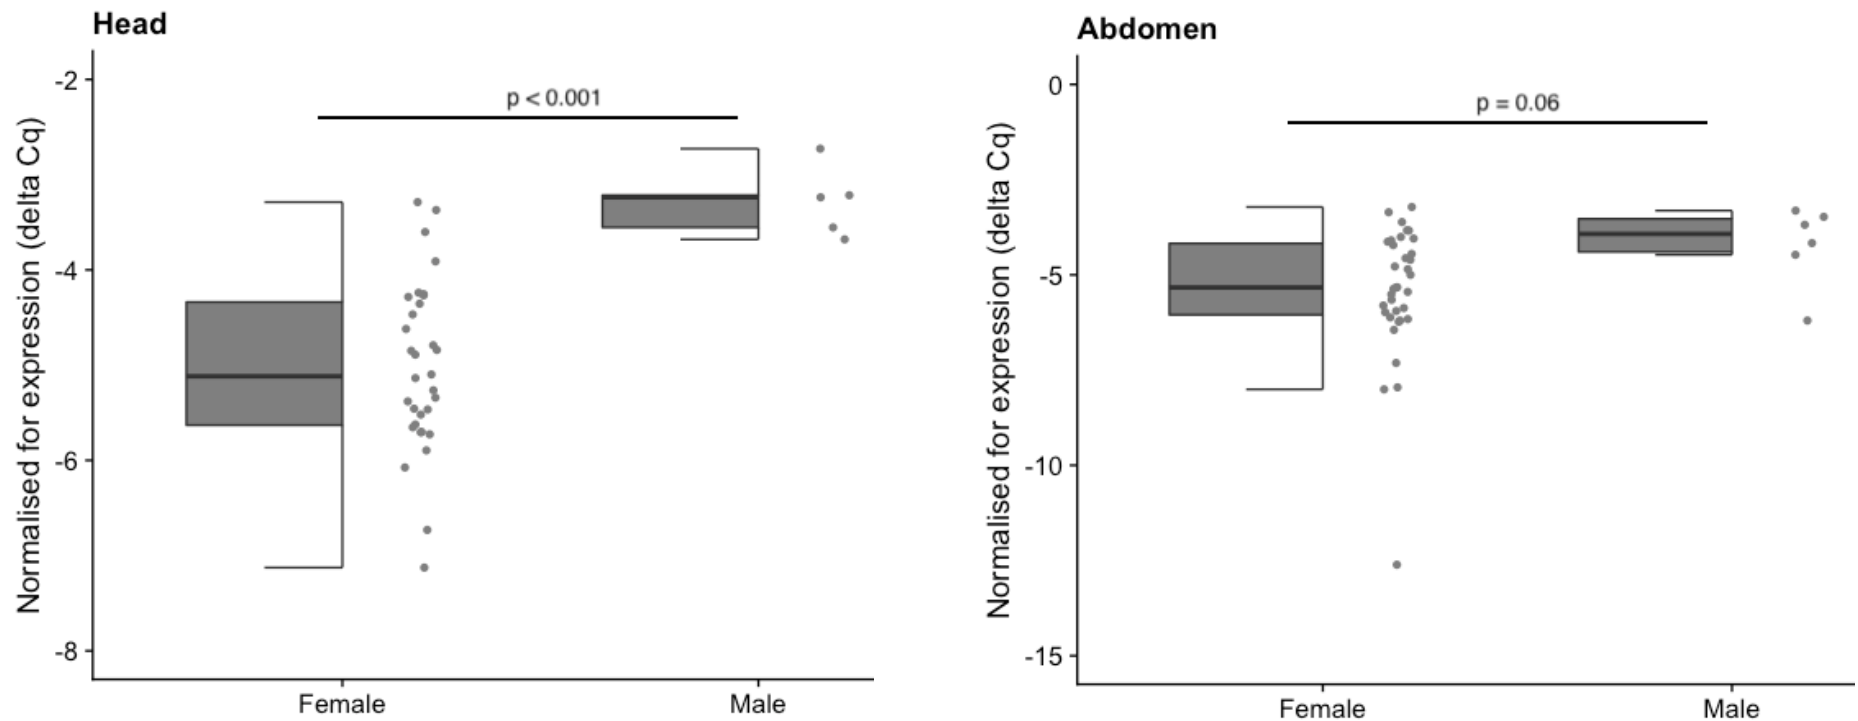 Head
Normalised for expression (delta Cq)
-2
-4
-6
-8
p < 0.001
Female
Male
Abdomen
Normalised for expression (delta Cq)
0
-5
-10
-15
p = 0.06
Female
Male